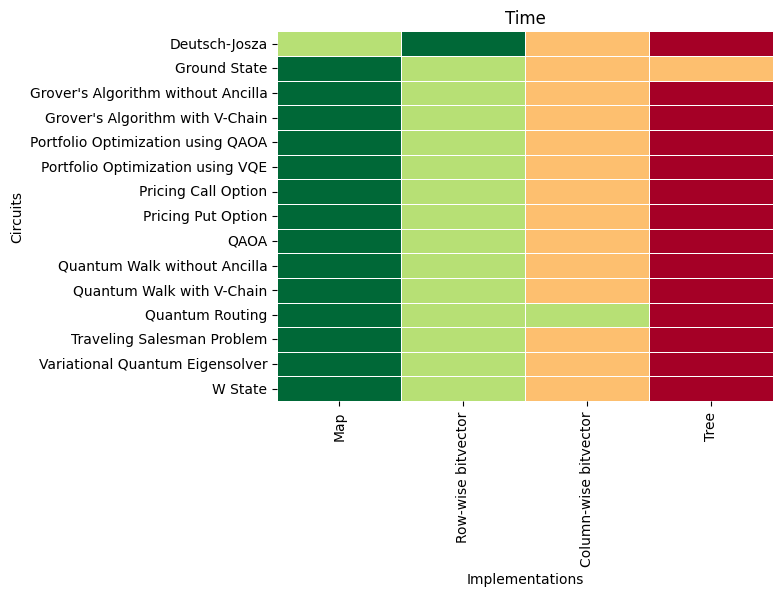 Time
Circuits
Deutsch-Josza
Ground State
Grover's Algorithm without Ancilla
Grover's Algorithm with V-Chain
Portfolio Optimization using QAOA
Portfolio Optimization using VQE
Pricing Call Option
Pricing Put Option
QAOA
Quantum Walk without Ancilla
Quantum Walk with V-Chain
Quantum Routing
Traveling Salesman Problem
Variational Quantum Eigensolver
W State
Map
Row-wise bitvector
Column-wise bitvector
Tree
Implementations